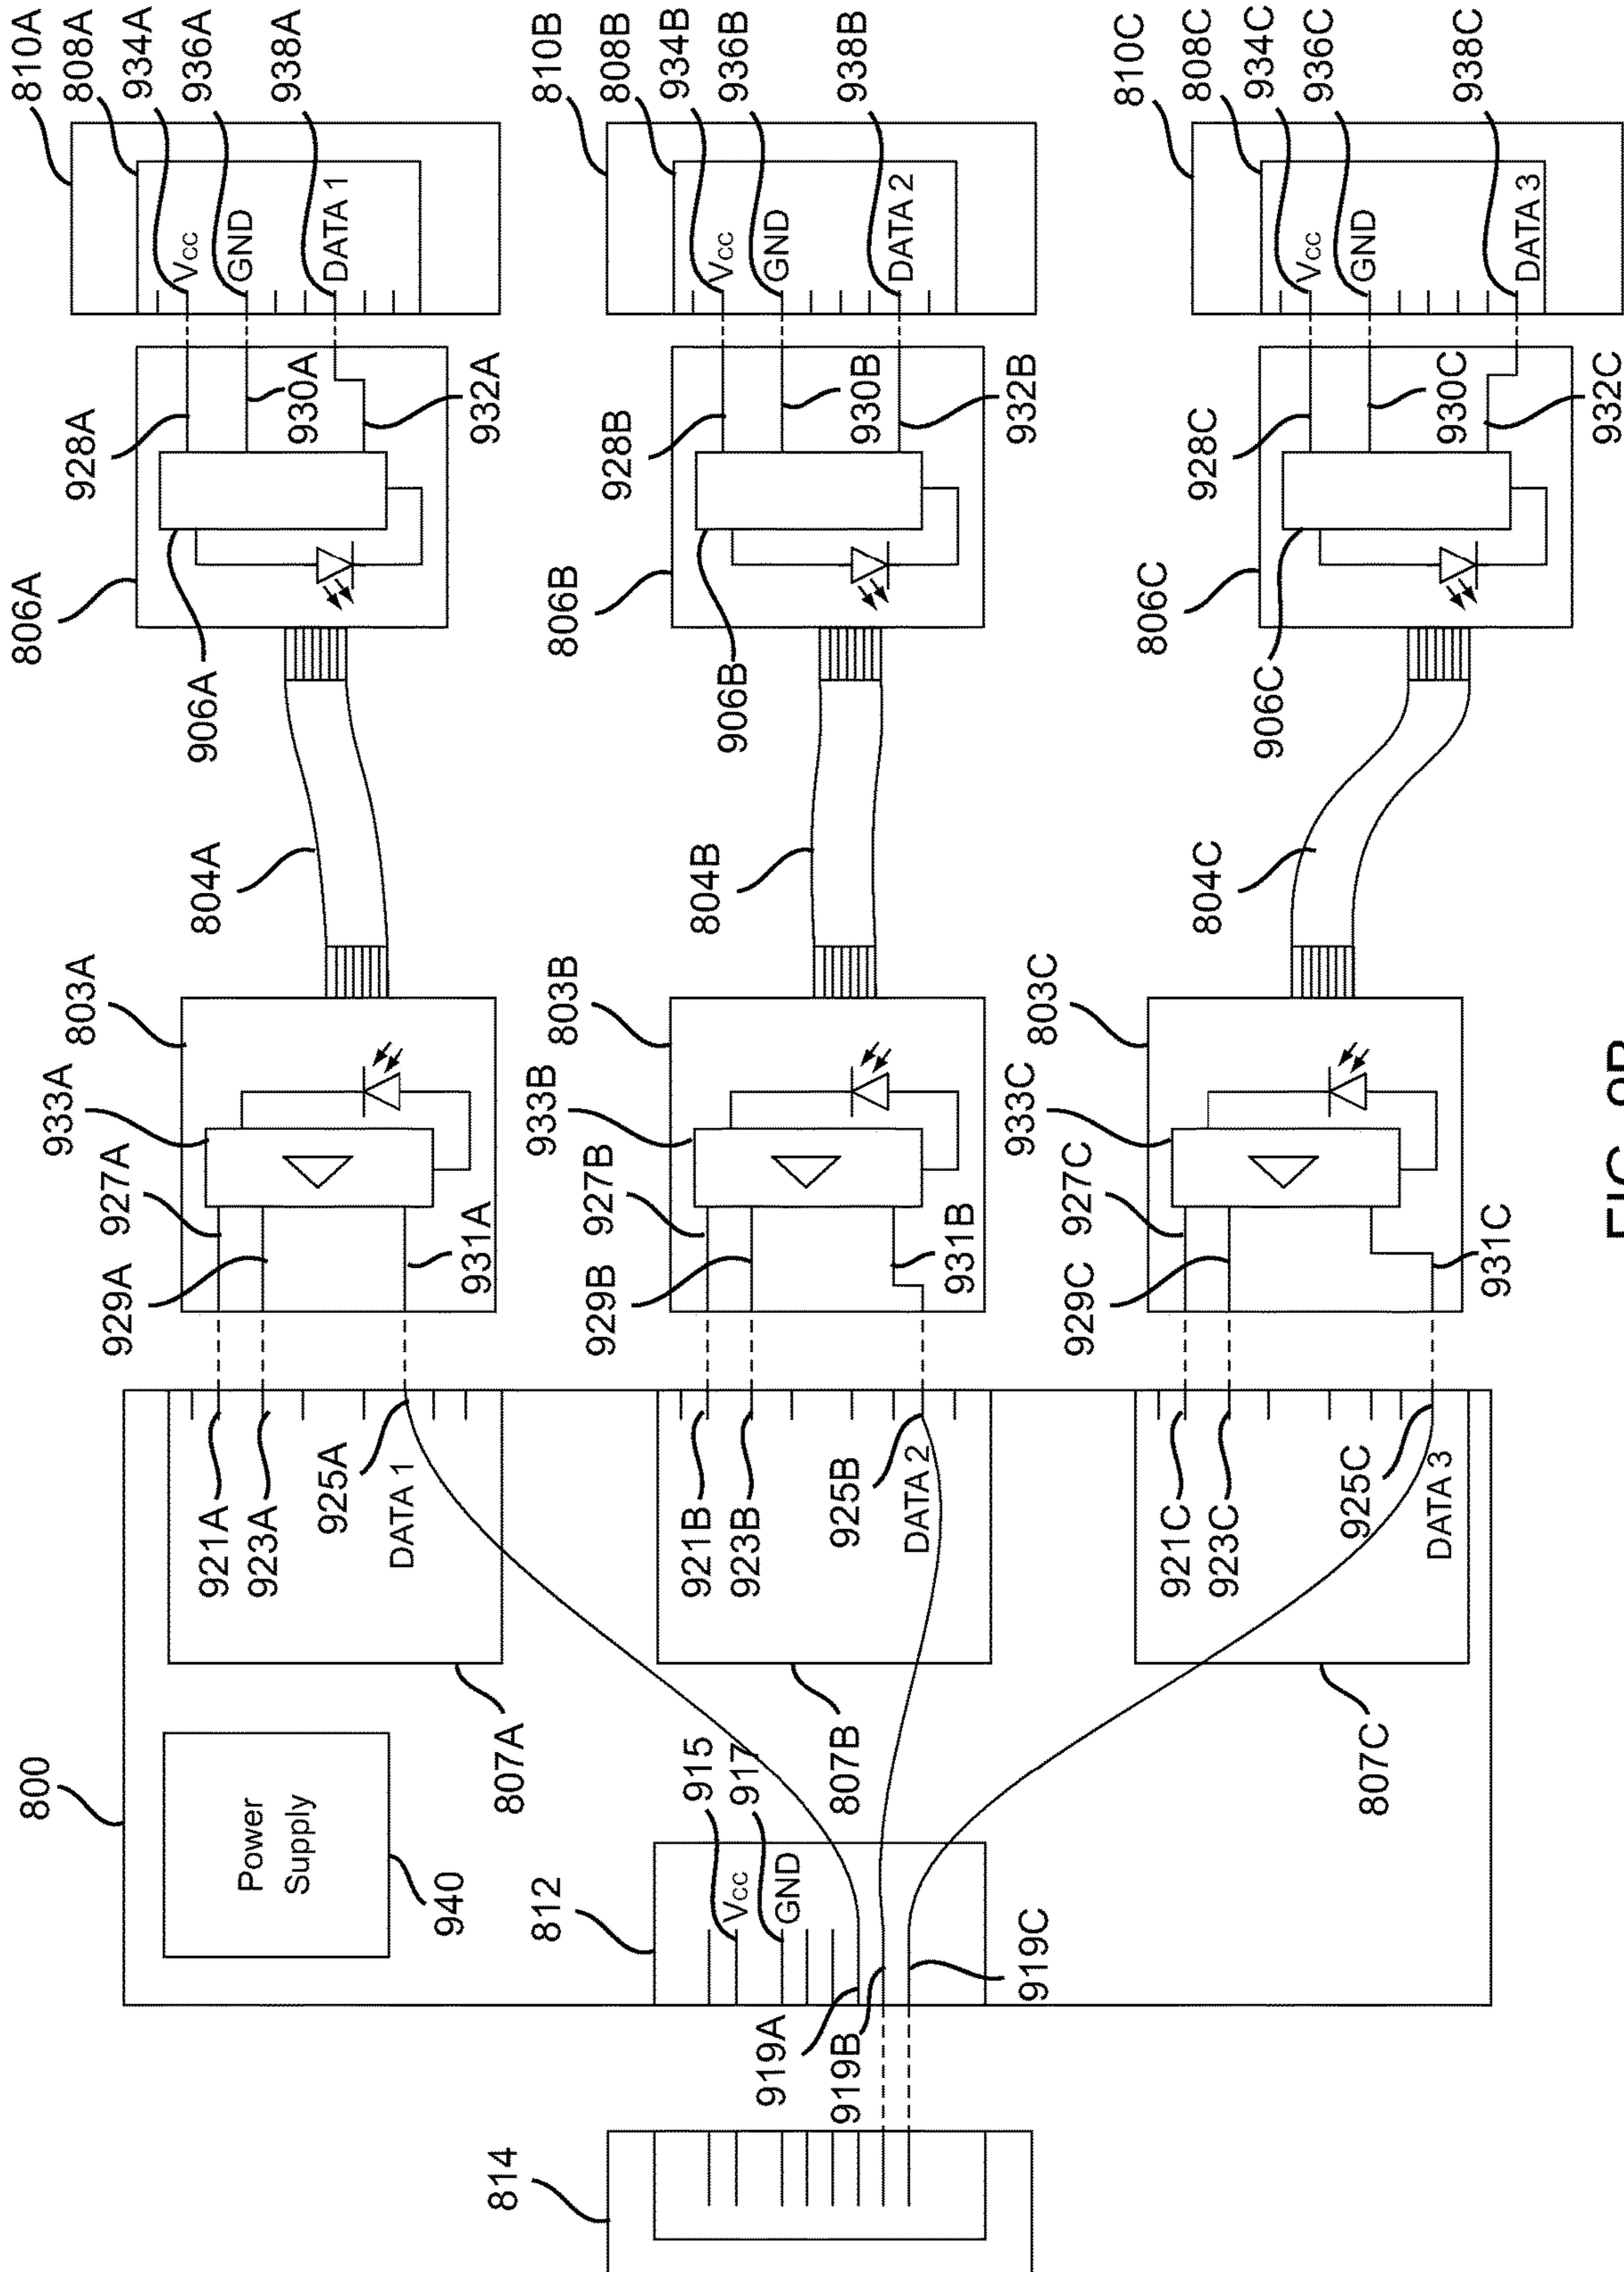 810A
808A
934A
936A
938A
Vcc
GND
DATA 1
810B
808B
934B
936B
938B
Vcc
GND
DATA 2
810C
808C
934C
936C
938C
Vcc
GND
DATA 3
806A
928A
930A
932A
906A
806B
928B
930B
932B
906B
806C
928C
930C
932C
906C
804A
804B
804C
803A
933A
927A
929A
931A
803B
933B
927B
929B
931B
803C
933C
927C
929C
931C
921A
923A
925A
DATA 1
921B
923B
925B
DATA 2
921C
923C
925C
DATA 3
807A
807B
807C
800
Power
Supply
940
812
915
917
Vcc
GND
919A
919B
919C
814